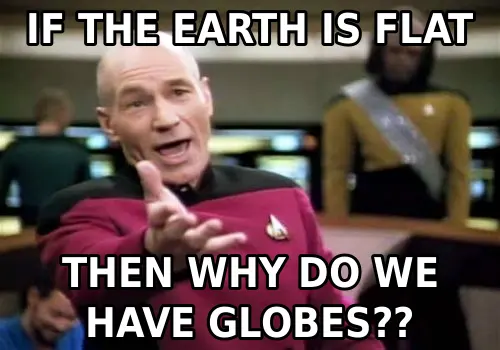 IF THE EARTH IS FLAT
THEN WHY DO WE
HAVE GLOBES??